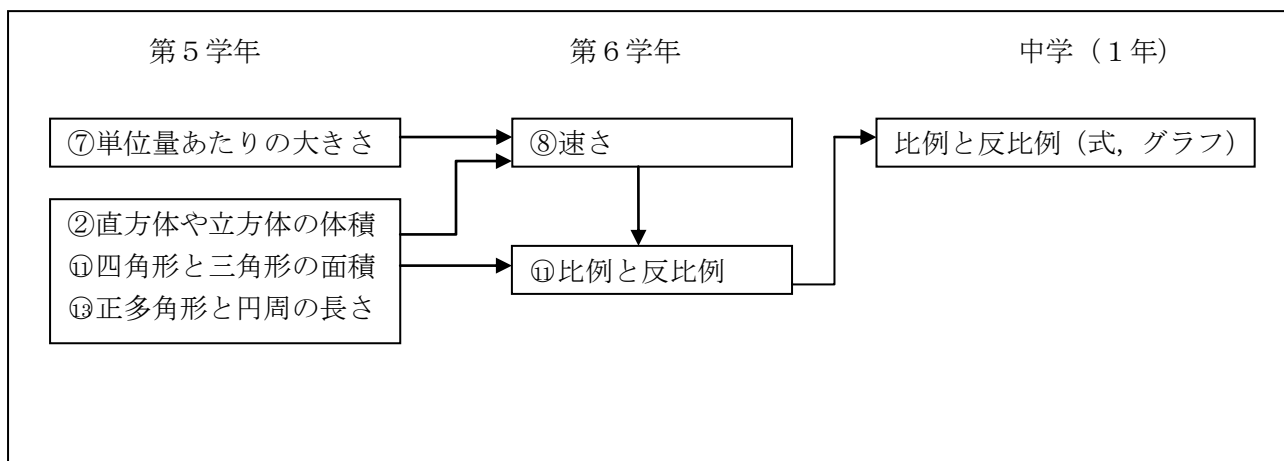 第５学年
第６学年
中学（１年）
⑦単位量あたりの大きさ
⑧速さ
比例と反比例（式，グラフ）
②直方体や立方体の体積
⑪四角形と三角形の面積
⑬正多角形と円周の長さ
⑪比例と反比例